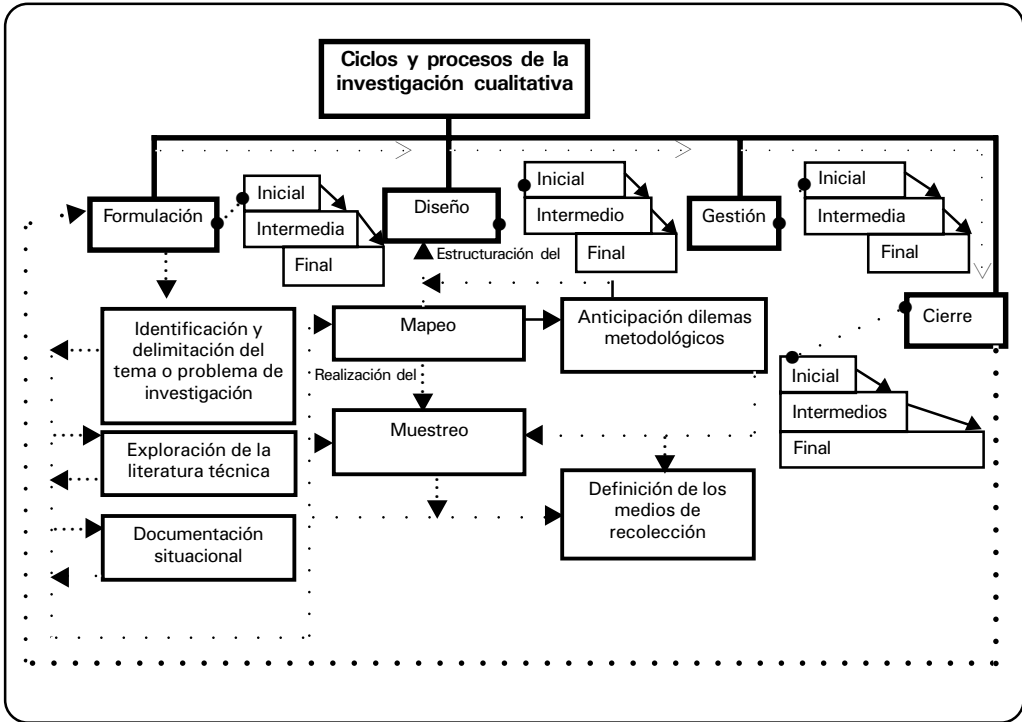 Ciclos y procesos de la
investigación cualitativa
Formulación
Inicial
Intermedia
Final
Diseño
Inicial
Intermedio
Final
Gestión
Inicial
Intermedia
Final
Cierre
Inicial
Intermedios
Final
Estructuración del
Identificación y
delimitación del
tema o problema de
investigación
Mapeo
Anticipación dilemas
metodológicos
Realización del
Exploración de la
literatura técnica
Muestreo
Definición de los
medios de
recolección
Documentación
situacional